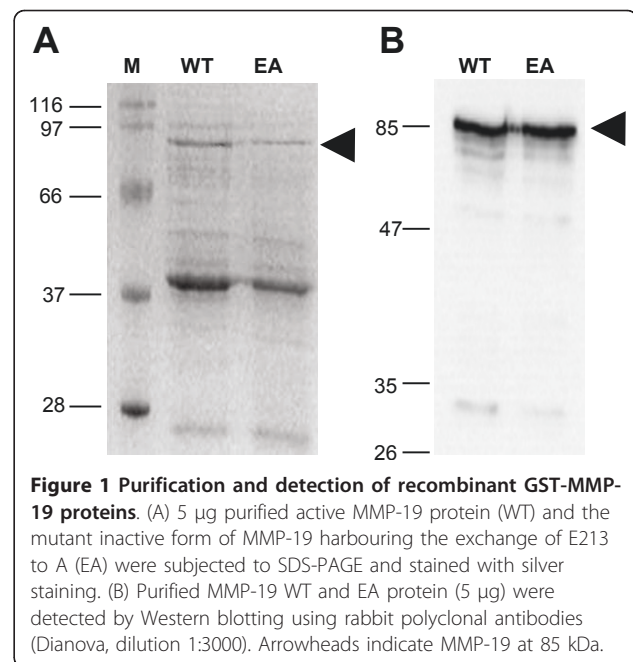 A
B
M WT EA
WT EA
116
97
66
37
28
85
47
35
26
Figure 1 Purification and detection of recombinant GST-MMP-
19 proteins. (A) 5 µg purified active MMP-19 protein (WT) and the
mutant inactive form of MMP-19 harbouring the exchange of E213
to A (EA) were subjected to SDS-PAGE and stained with silver
staining. (B) Purified MMP-19 WT and EA protein (5 µg) were
detected by Western blotting using rabbit polyclonal antibodies
(Dianova, dilution 1:3000). Arrowheads indicate MMP-19 at 85 kDa.